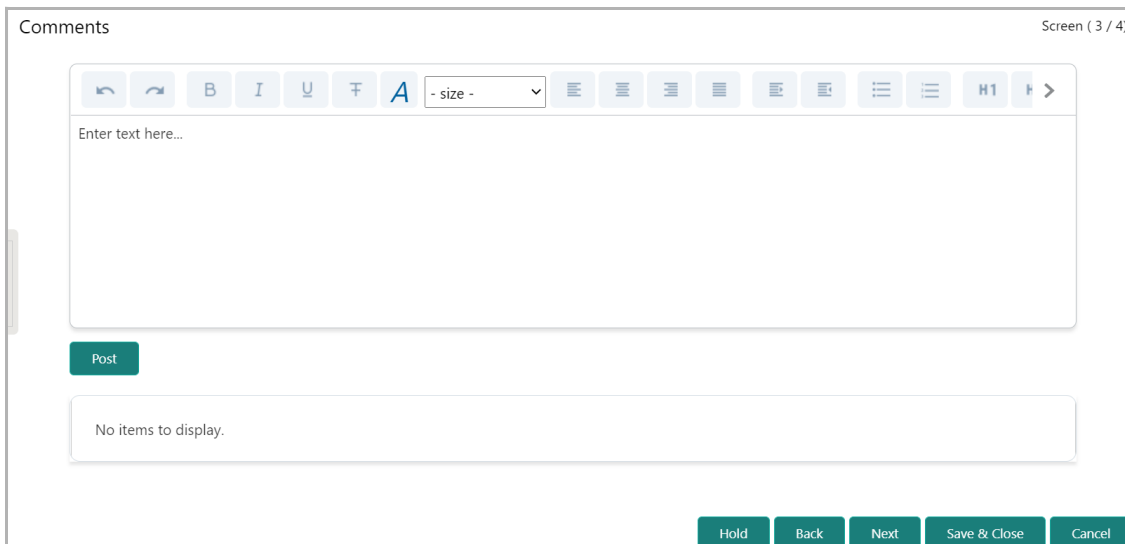 Comments
Screen ( 3 / 4)
B I U T A - size - H1
Enter text here...
Post
No items to display.
Hold Back Next Save & Close Cancel